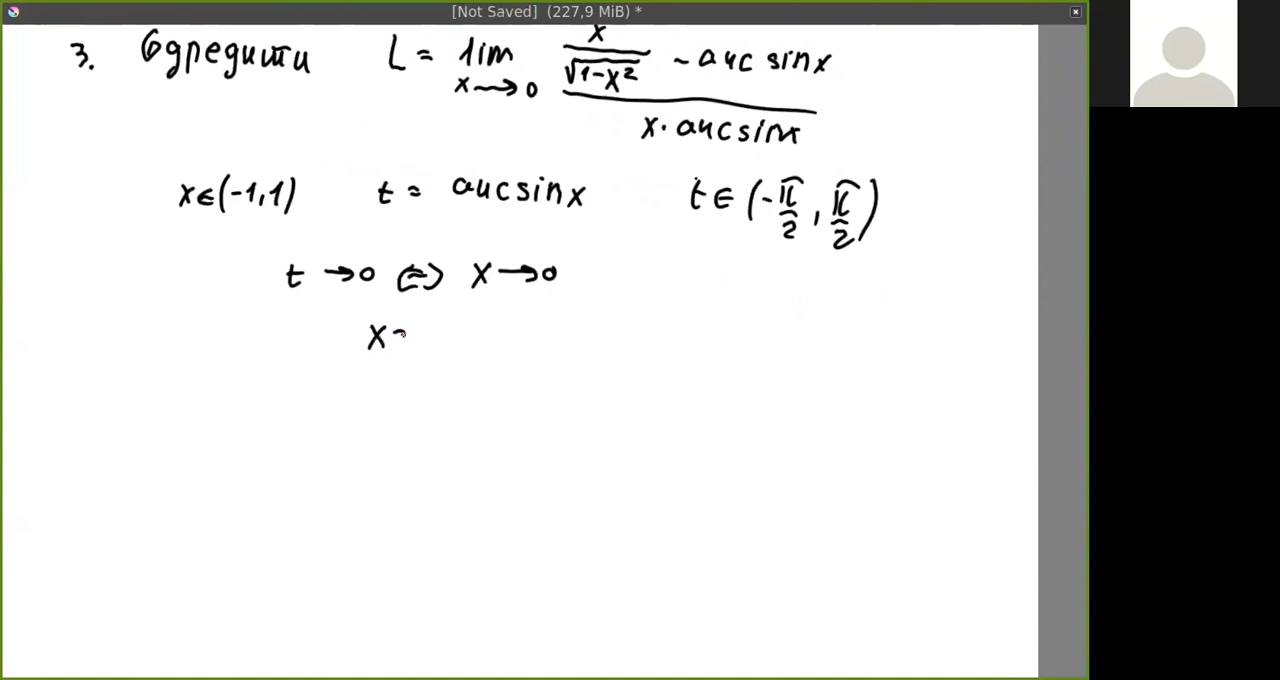 [Not Saved] (227,9 MiB) *
3. Одредити L = lim x→0 (x/√(1-x²) - arcsin x)/(x · arcsin x)
x∈(-1,1) t = arcsin x t∈(-π/2, π/2)
t→0 ⇔ x→0
x